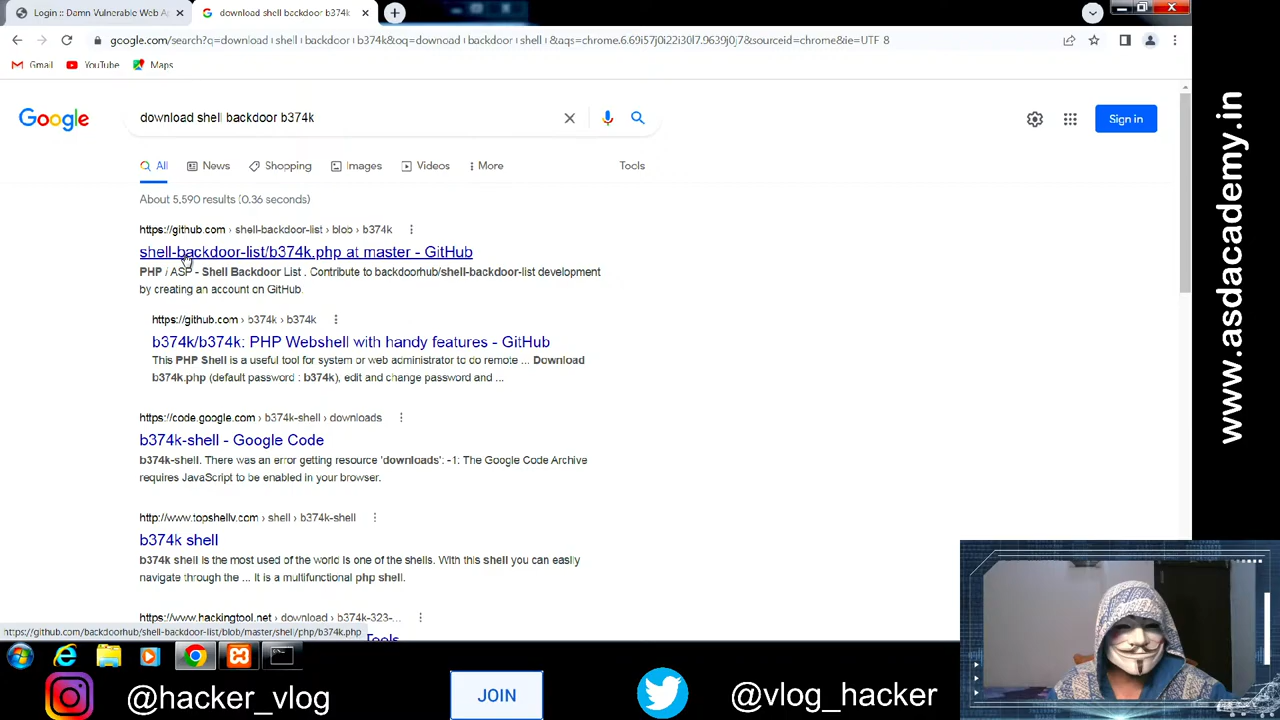 Login :: Damn Vulnerable Web Ap
download shell backdoor b374k
google.com/search?q=download+shell+backdoor+b374k&oq=downoad+backdoor+shell+&aqs=chrome.6.69i57j0i22i30l7.9639j0j7&sourceid=chrome&ie=UTF 8
Gmail
YouTube
Maps
Google
download shell backdoor b374k
Sign in
All
News
Shopping
Images
Videos
More
Tools
About 5,590 results (0.36 seconds)
https://github.com › shell-backdoor-list › blob › b374k
shell-backdoor-list/b374k.php at master - GitHub
PHP / ASP - Shell Backdoor List . Contribute to backdoorhub/shell-backdoor-list development
by creating an account on GitHub.
https://github.com › b374k › b374k
b374k/b374k: PHP Webshell with handy features - GitHub
This PHP Shell is a useful tool for system or web administrator to do remote ... Download
b374k.php (default password : b374k), edit and change password and ...
https://code.google.com › b374k-shell › downloads
b374k-shell - Google Code
b374k-shell. There was an error getting resource 'downloads': -1: The Google Code Archive
requires JavaScript to be enabled in your browser.
http://www.topshellv.com › shell › b374k-shell
b374k shell
b374k shell is the most used of the world is one of the shells. With this shell you can easily
navigate through the ... It is a multifunctional php shell.
https://www.hackingtool.net › download › b374k-323-...
Tools
https://github.com/backdoorhub/shell-backdoor-list/blob/master/shell/php/b374k.php
@hacker_vlog
JOIN
@vlog_hacker
www.asdacademy.in